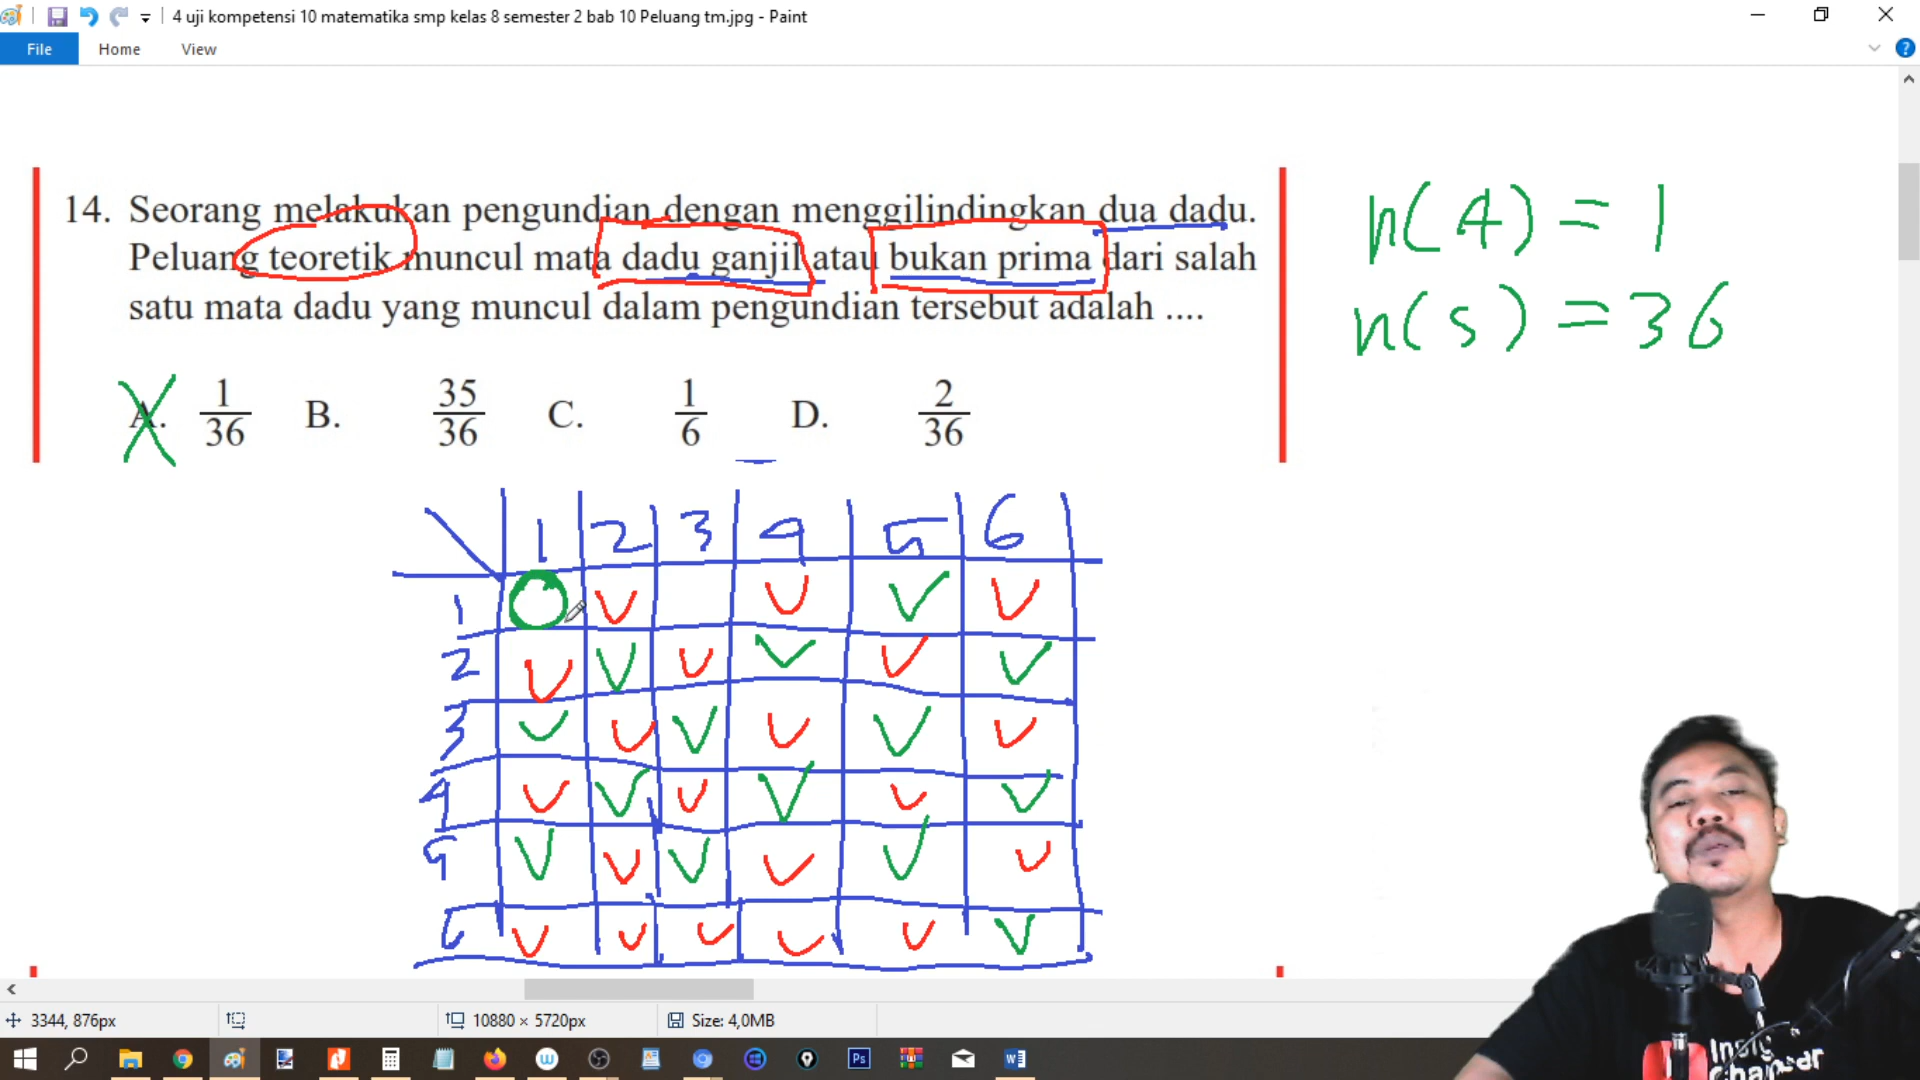 4 uji kompetensi 10 matematika smp kelas 8 semester 2 bab 10 Peluang tm.jpg - Paint
File Home View
14. Seorang melakukan pengundian dengan menggilindingkan dua dadu.
Peluang teoretik muncul mata dadu ganjil atau bukan prima dari salah
satu mata dadu yang muncul dalam pengundian tersebut adalah ....
A. 1/36 B. 35/36 C. 1/6 D. 2/36
n(A) = 1
n(s) = 36
1 2 3 4 5 6
1
2
3
4
5
6
3344, 876px 10880 × 5720px Size: 4,0MB
Ps